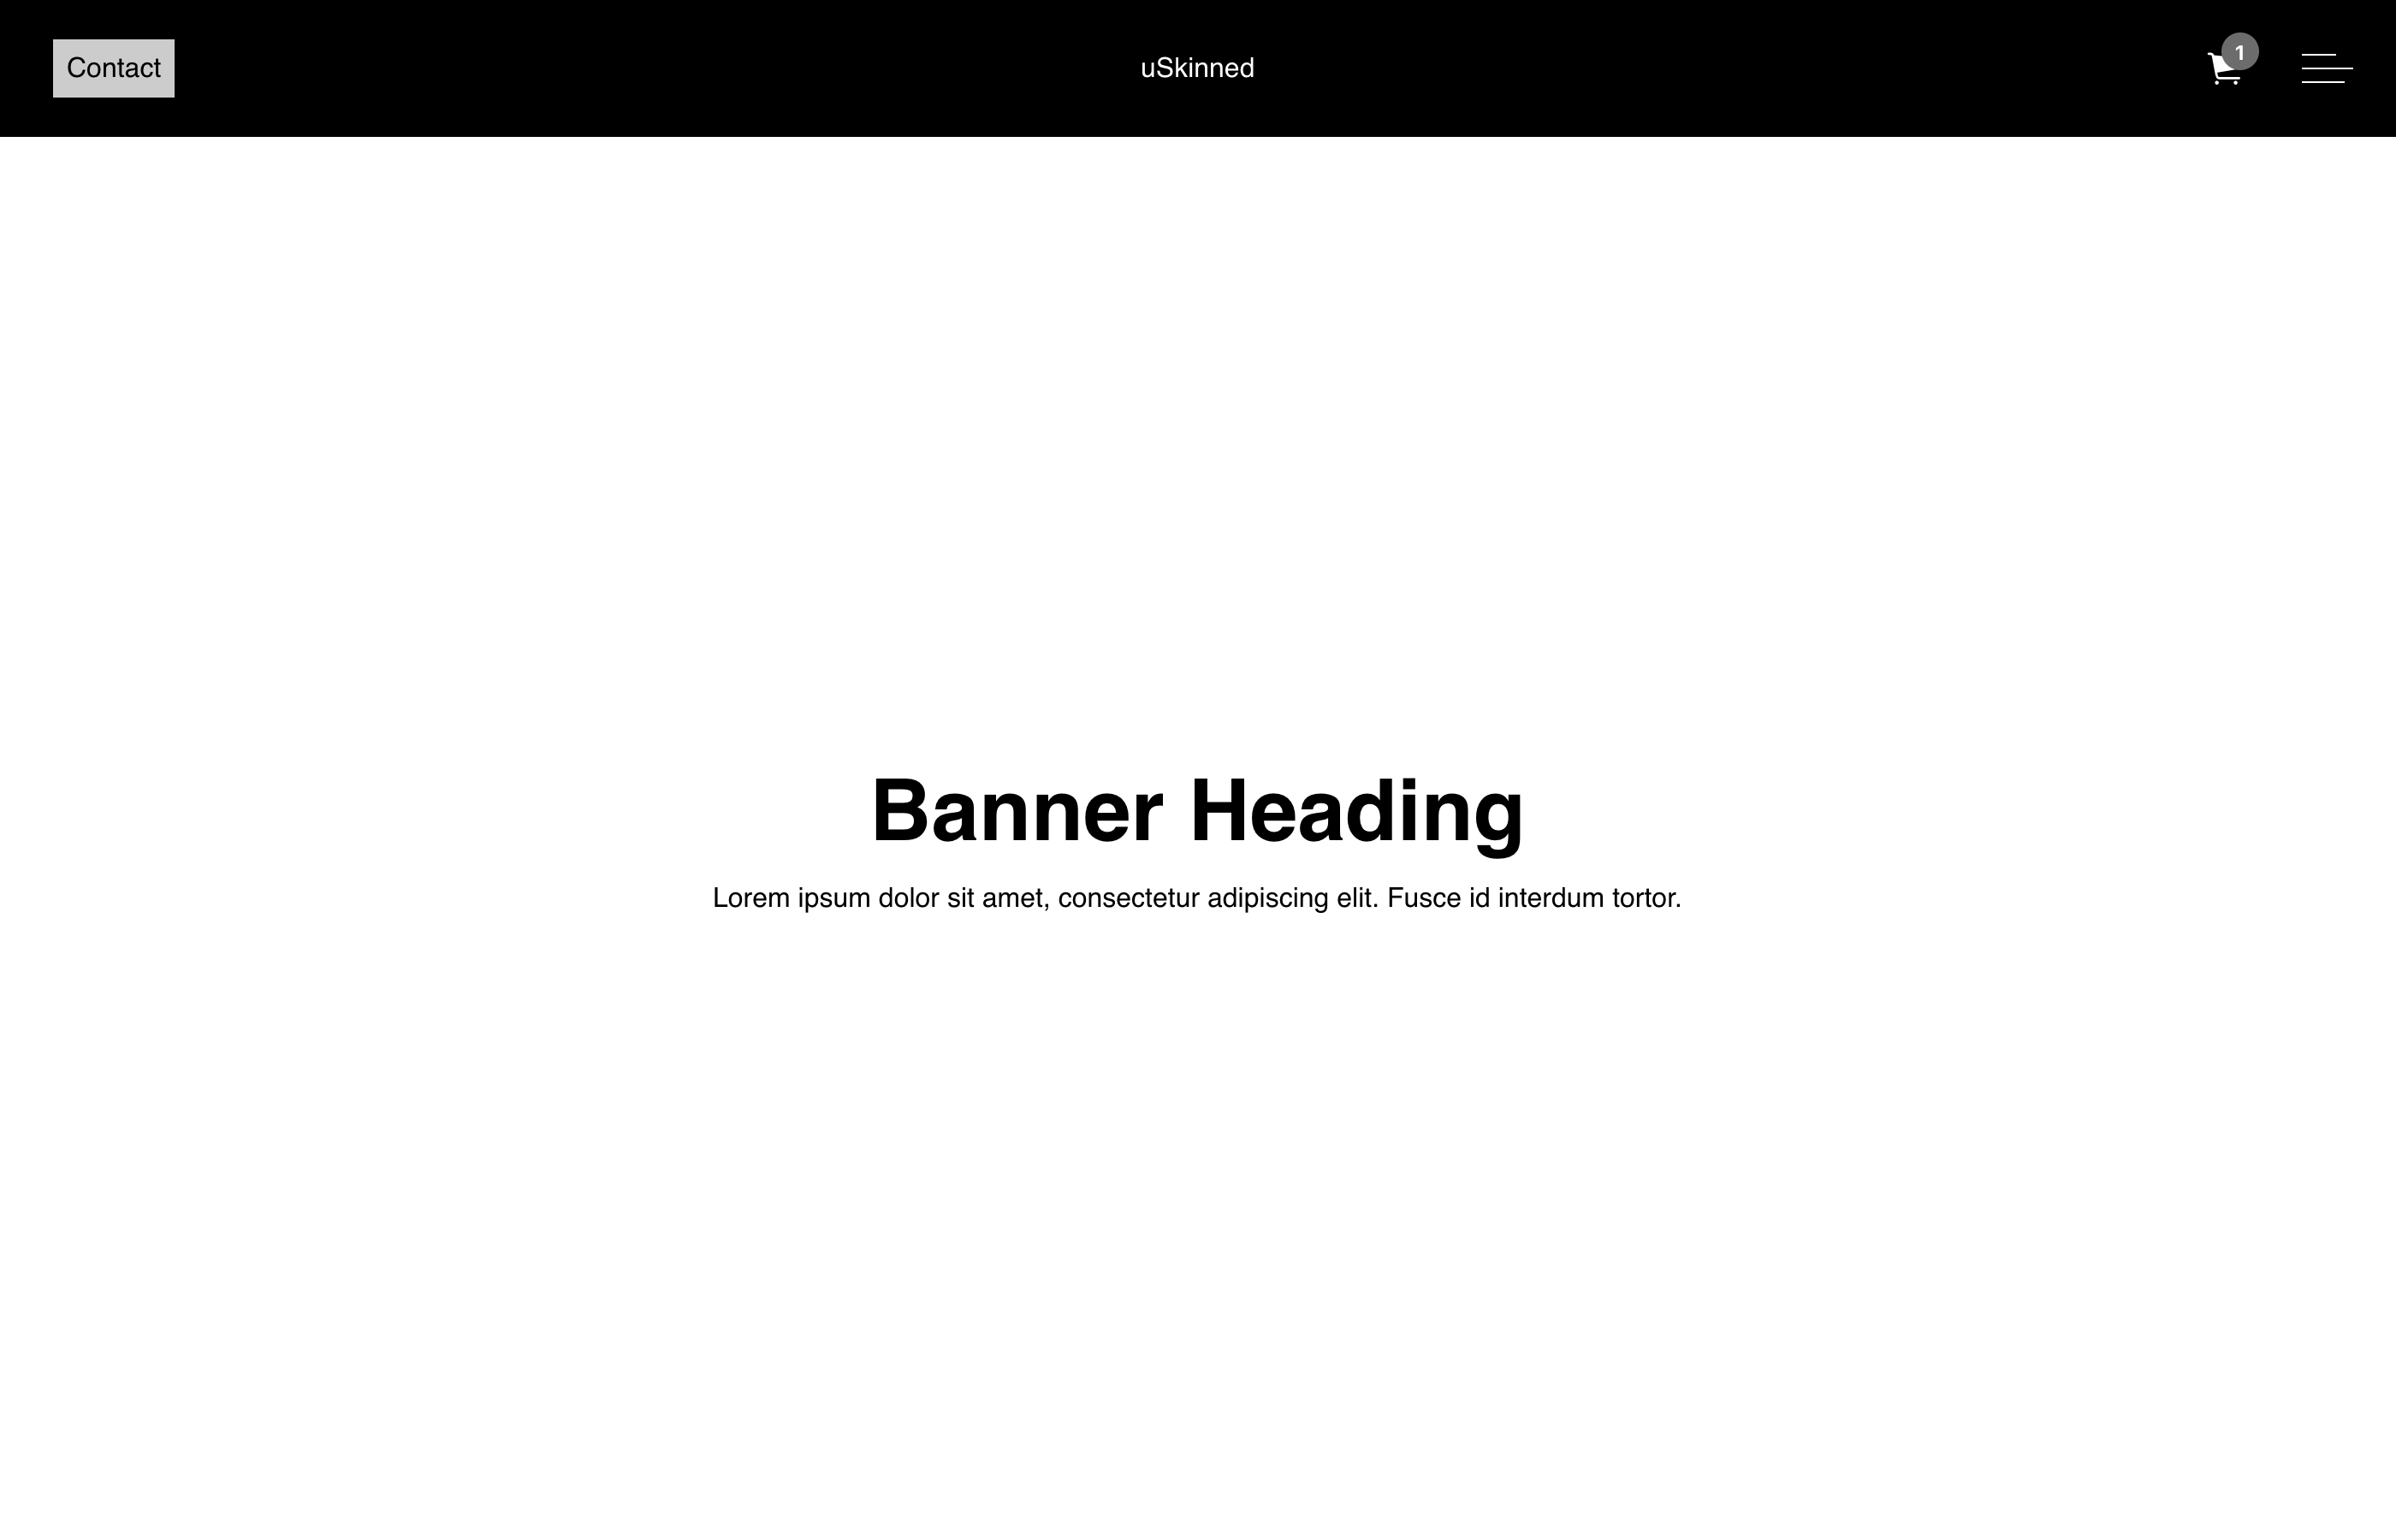 Contact
uSkinned
1
Banner Heading
Lorem ipsum dolor sit amet, consectetur adipiscing elit. Fusce id interdum tortor.